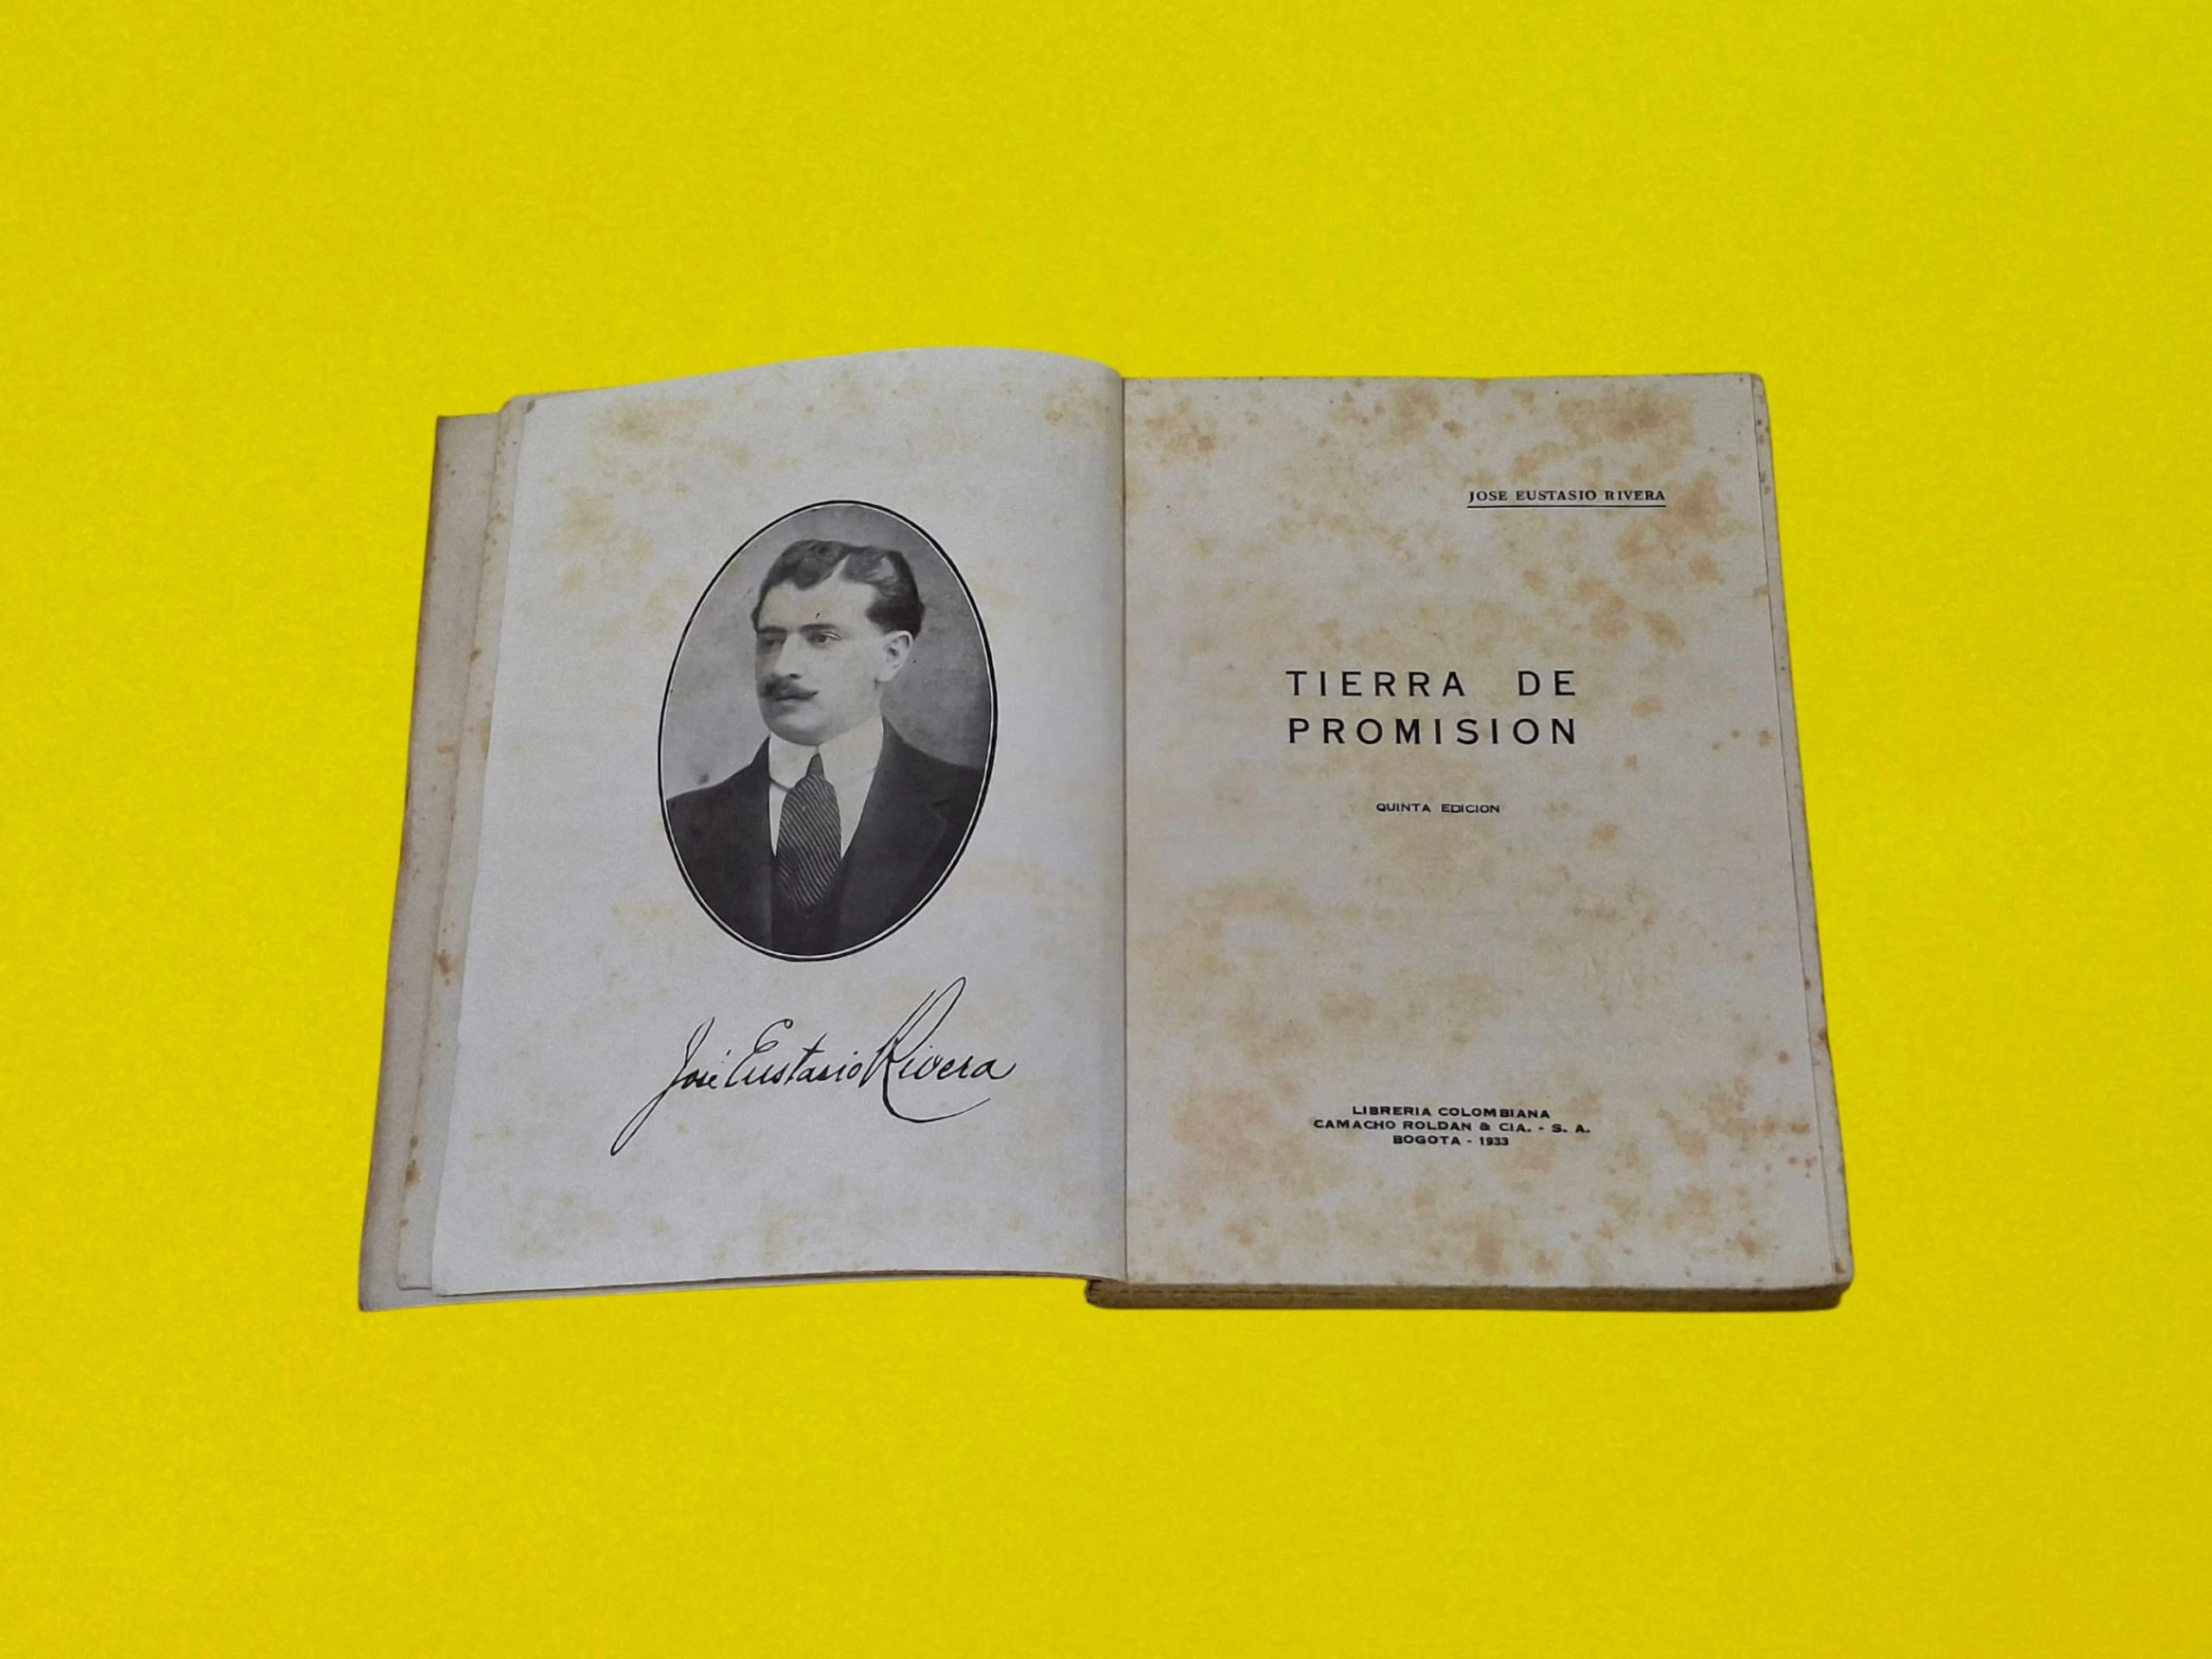 José Eustasio Rivera
JOSE EUSTASIO RIVERA
TIERRA DE
PROMISION
QUINTA EDICION
LIBRERIA COLOMBIANA
CAMACHO ROLDAN & CIA. - S. A.
BOGOTA - 1933